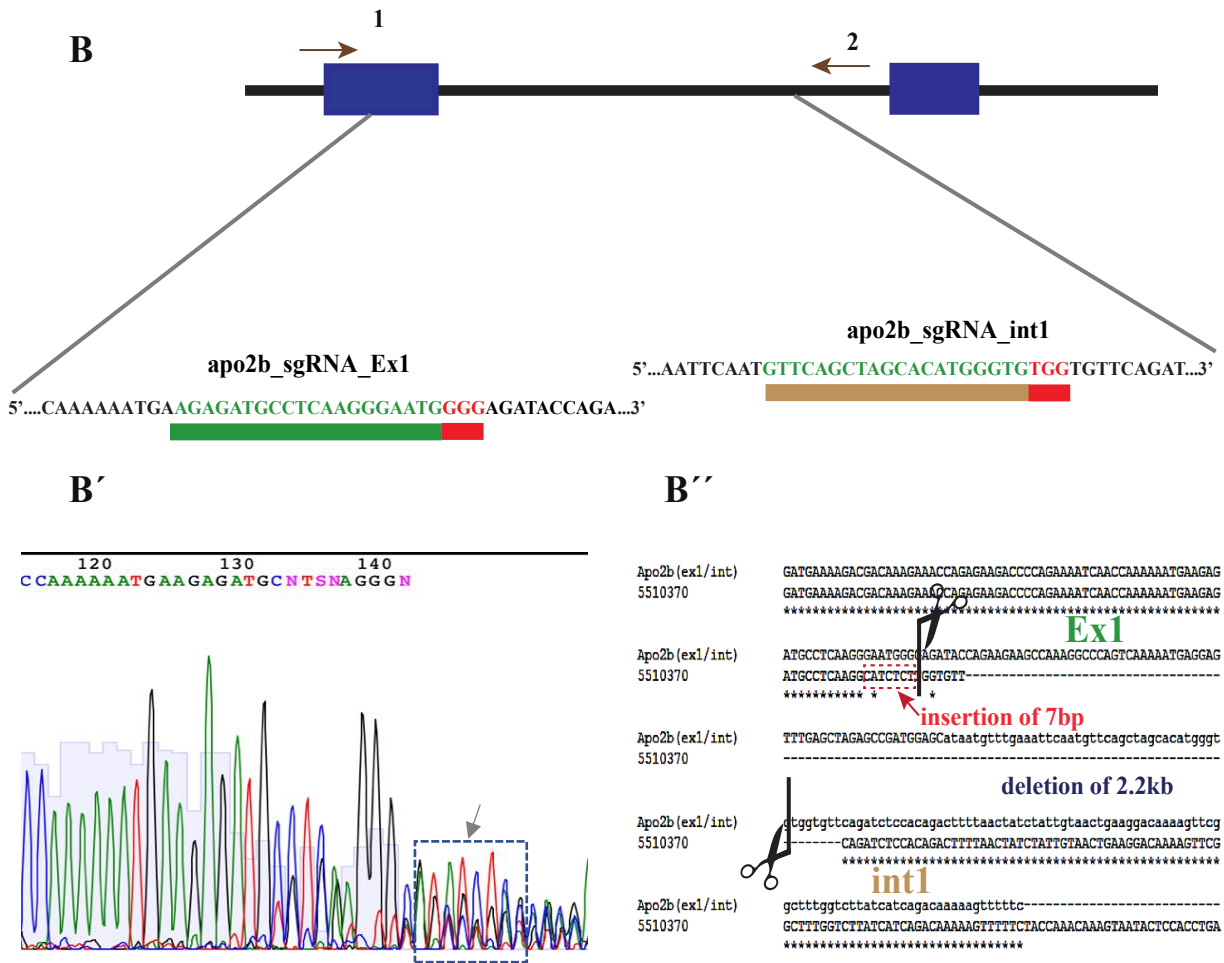 B
1
2
apo2b_sgRNA_Ex1
5’....CAAAAAATGAAGAGATGCCTCAAGGGAATGGGGAGATACCAGA...3’
apo2b_sgRNA_int1
5’...AATTCAATGTTCAGCTAGCACATGGGTGTGGTGTTCAGAT...3’
B´
120 130 140
CCAAAAAATGAAGAGATGCNTSNAGGGN
B´´
Apo2b(ex1/int) GATGAAAAGACGACAAAGAAACCAGAGAAGACCCCAGAAAATCAACCAAAAAATGAAGAG
5510370 GATGAAAAGACGACAAAGAAACCAGAGAAGACCCCAGAAAATCAACCAAAAAATGAAGAG
************************************************************
Ex1
Apo2b(ex1/int) ATGCCTCAAGGGAATGGGGAGATACCAGAAGAAGCCAAAGGCCCAGTCAAAAATGAGGAG
5510370 ATGCCTCAAGGCATCTCTTGGTGTT-----------------------------------
*********** * *
insertion of 7bp
Apo2b(ex1/int) TTTGAGCTAGAGCCGATGGAGCataatgtttgaaattcaatgttcagctagcacatgggt
5510370 ------------------------------------------------------------
deletion of 2.2kb
Apo2b(ex1/int) gtggtgttcagatctccacagacttttaactatctattgtaactgaaggacaaaagttcg
5510370 --------CAGATCTCCACAGACTTTTAACTATCTATTGTAACTGAAGGACAAAAGTTCG
****************************************************
int1
Apo2b(ex1/int) gctttggtcttatcatcagacaaaaagtttttc---------------------------
5510370 GCTTTGGTCTTATCATCAGACAAAAAGTTTTTCTACCAAACAAAGTAATACTCCACCTGA
*********************************